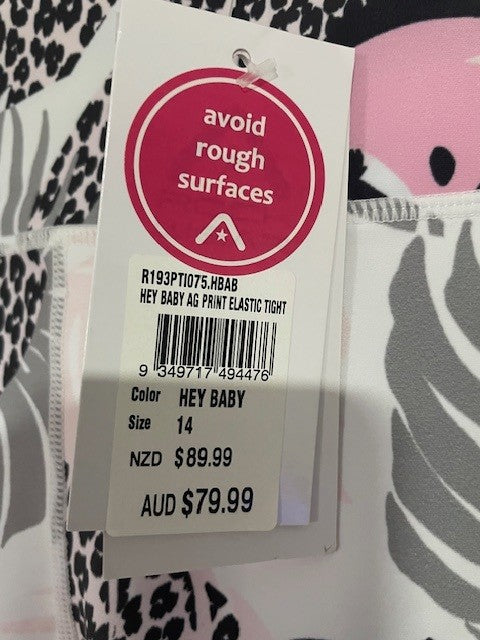 avoid
rough
surfaces
R193PTI075.HBAB
HEY BABY AG PRINT ELASTIC TIGHT
9 349717 494476
Color HEY BABY
Size 14
NZD $89.99
AUD $79.99